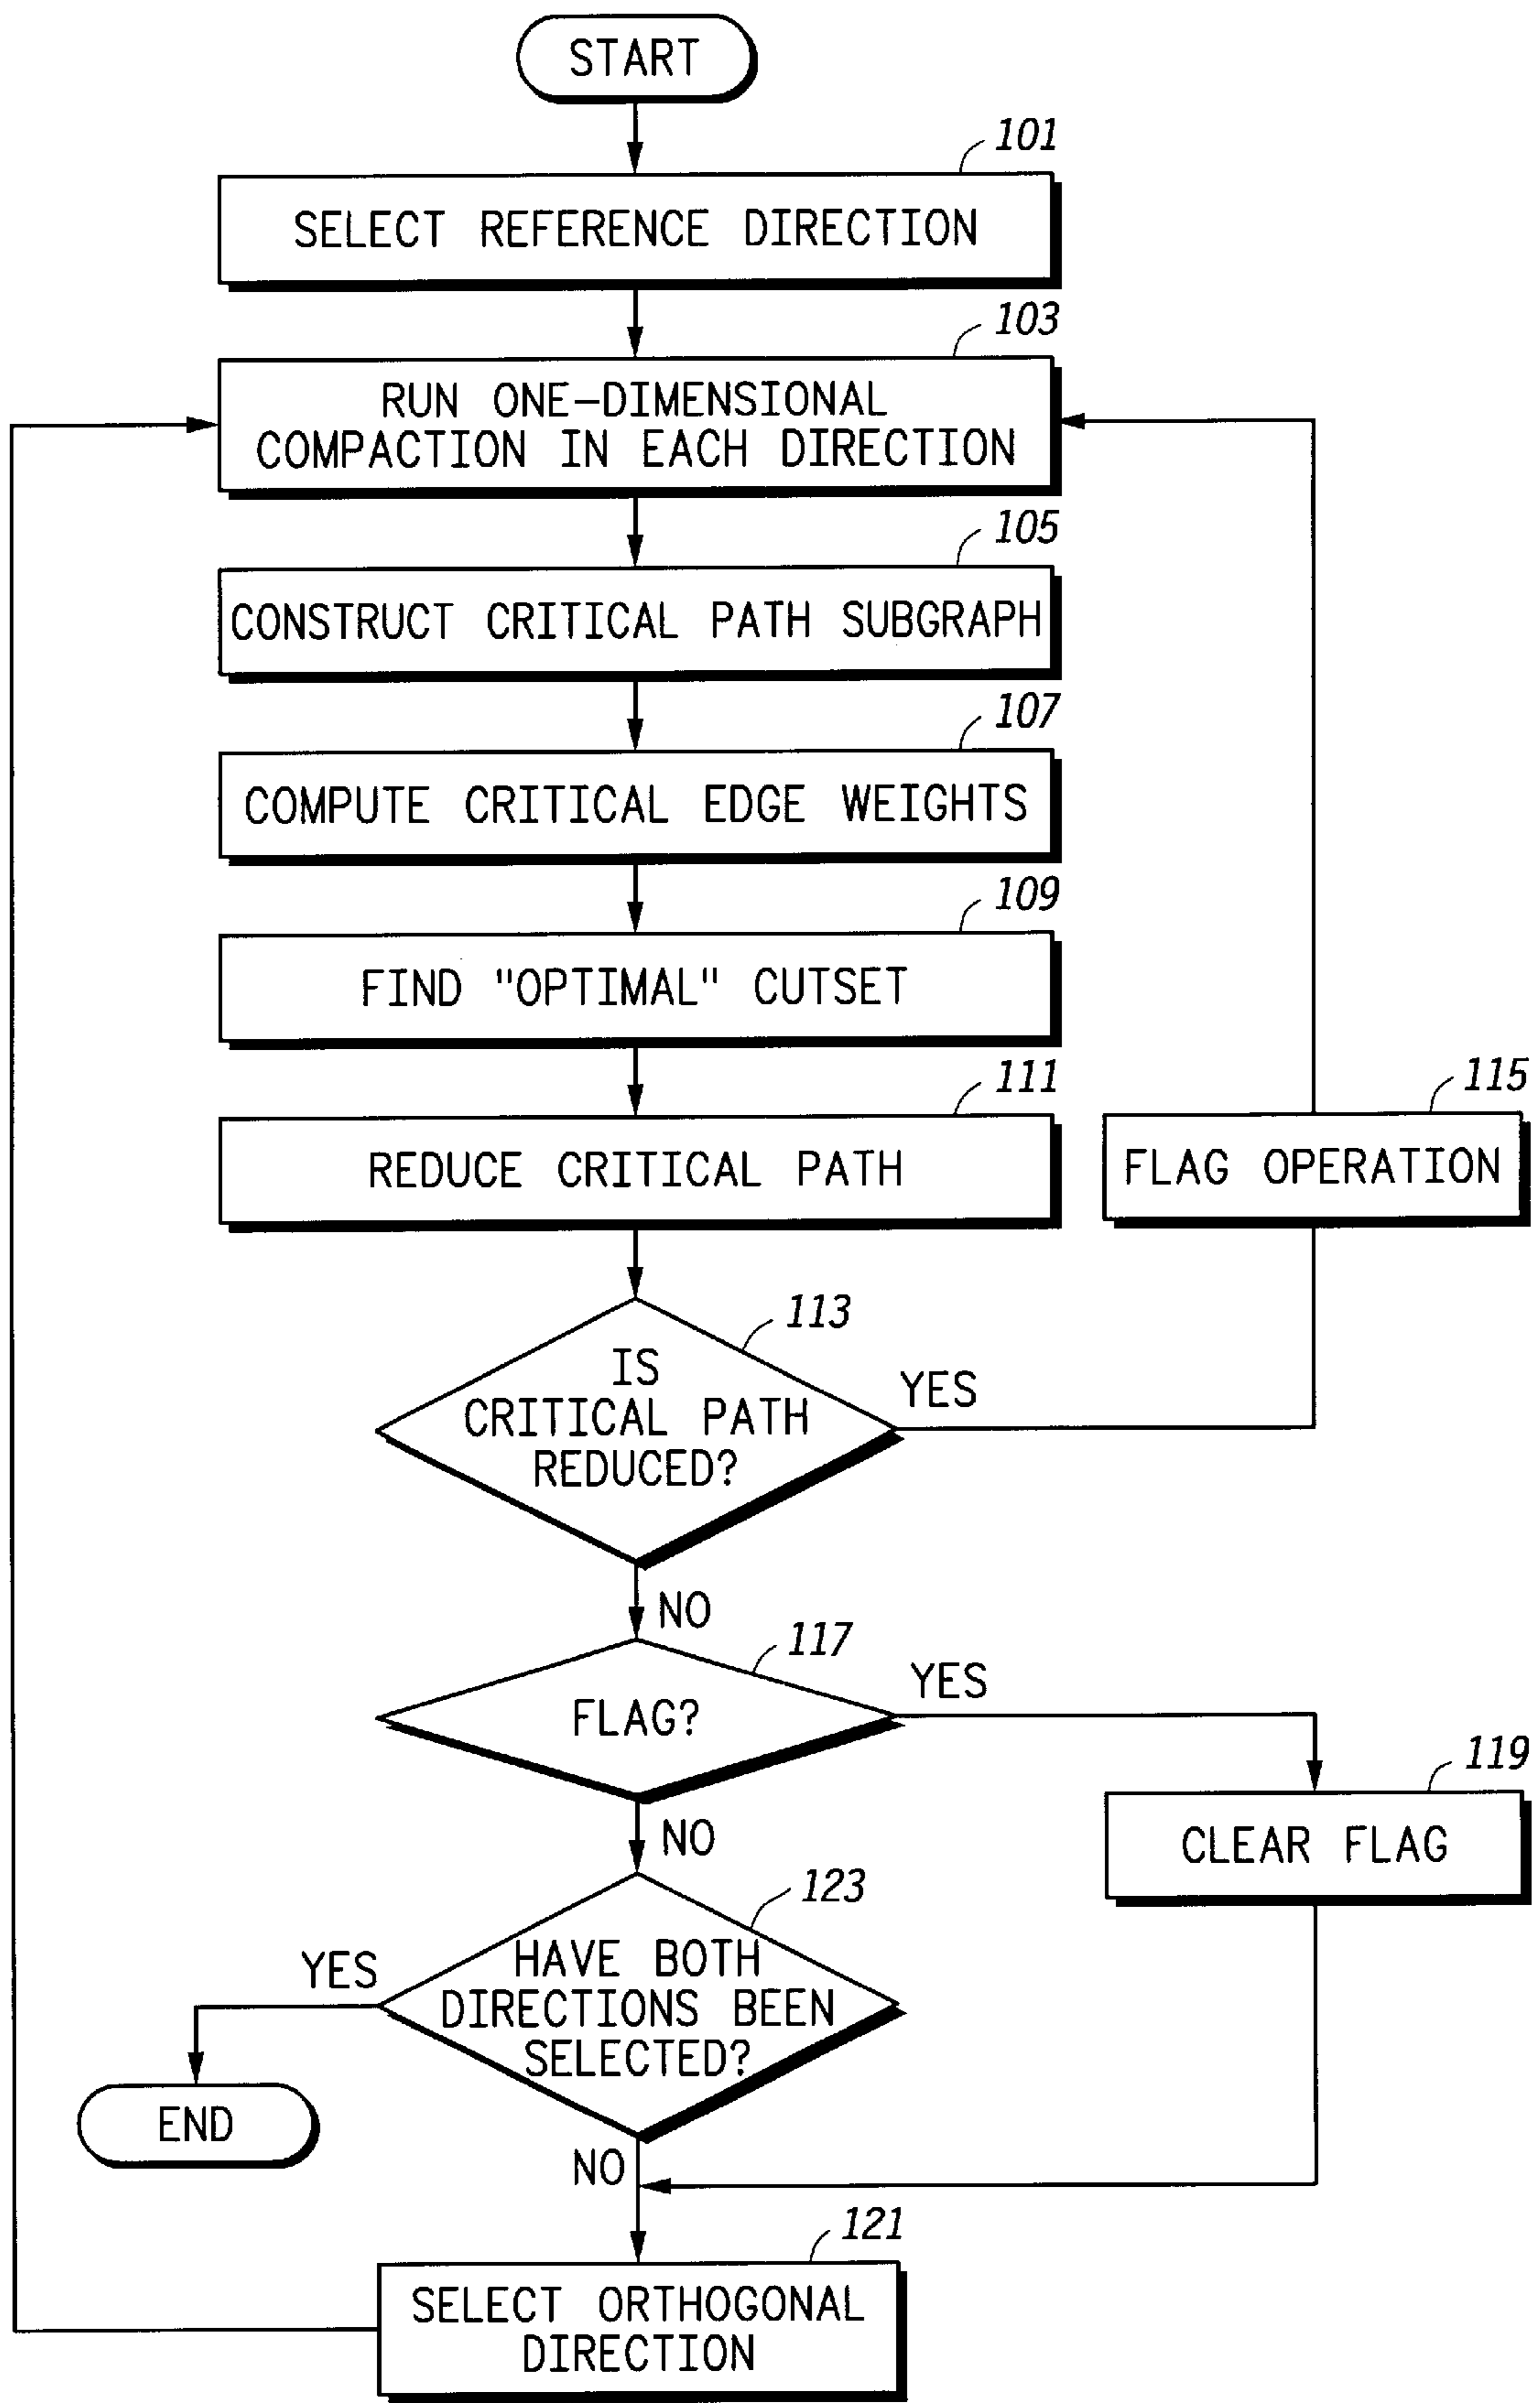 START
101
SELECT REFERENCE DIRECTION
103
RUN ONE-DIMENSIONAL
COMPACTION IN EACH DIRECTION
105
CONSTRUCT CRITICAL PATH SUBGRAPH
107
COMPUTE CRITICAL EDGE WEIGHTS
109
FIND "OPTIMAL" CUTSET
111
REDUCE CRITICAL PATH
115
FLAG OPERATION
113
IS
CRITICAL PATH
REDUCED?
YES
NO
117
FLAG?
YES
119
CLEAR FLAG
NO
123
HAVE BOTH
DIRECTIONS BEEN
SELECTED?
YES
END
NO
121
SELECT ORTHOGONAL
DIRECTION